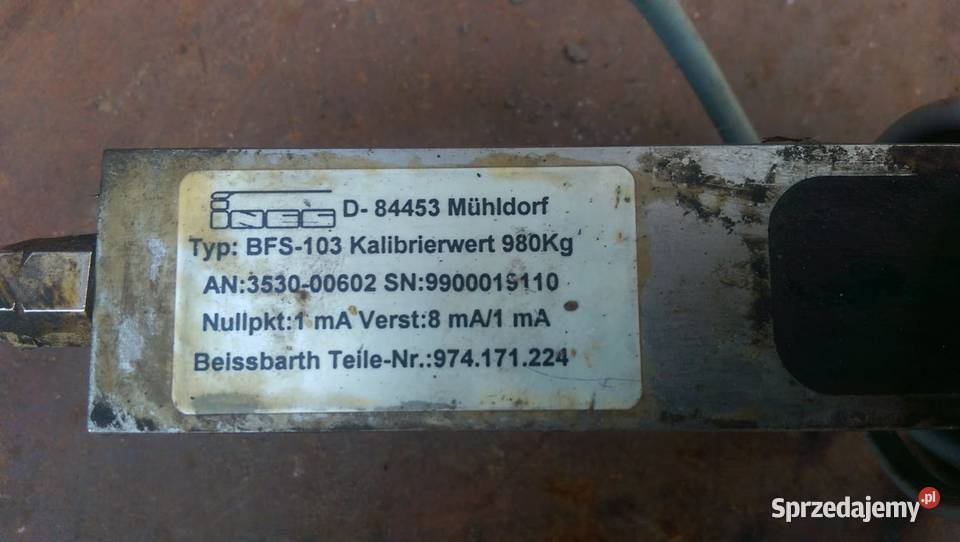 inec D- 84453 Mühldorf
Typ: BFS-103 Kalibrierwert 980Kg
AN:3530-00602 SN:9900019110
Nullpkt:1 mA Verst:8 mA/1 mA
Beissbarth Teile-Nr.:974.171.224
Sprzedajemy.pl